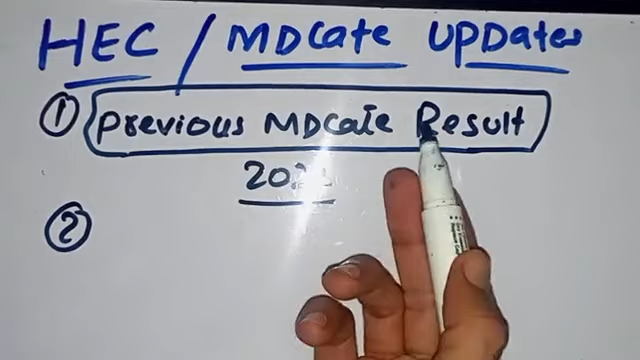 HEC / MDcate UPDates
① Previous MDcate Result
②